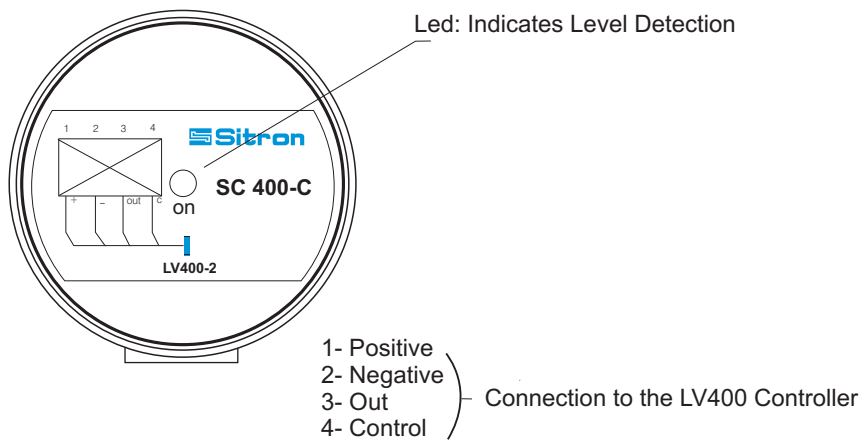 Led: Indicates Level Detection
1 2 3 4
Sitron
SC 400-C
+ - out c
on
LV400-2
1- Positive
2- Negative
3- Out
4- Control
Connection to the LV400 Controller